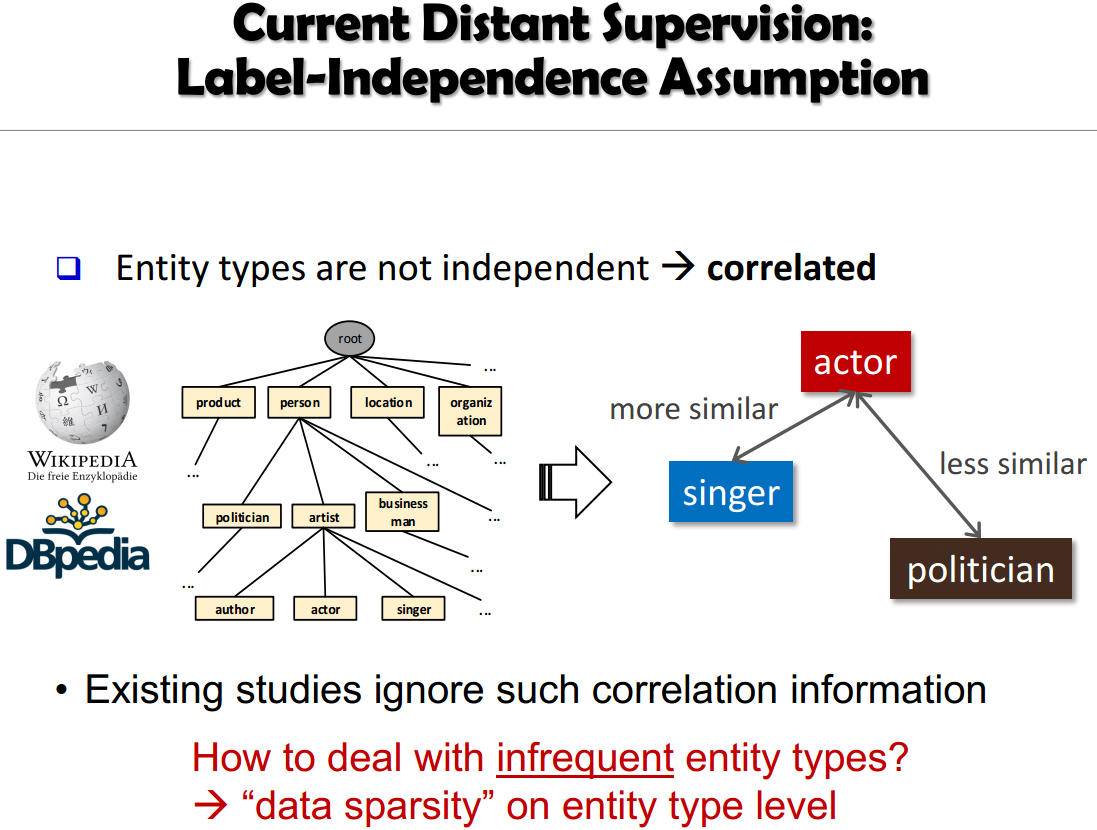 Current Distant Supervision:
Label-Independence Assumption
❑ Entity types are not independent → correlated
root
...
product
person
location
organiz
ation
...
...
...
politician
artist
business
man
...
...
...
author
actor
singer
...
WIKIPEDIA
Die freie Enzyklopädie
DBpedia
actor
more similar
less similar
singer
politician
• Existing studies ignore such correlation information
How to deal with infrequent entity types?
→ “data sparsity” on entity type level